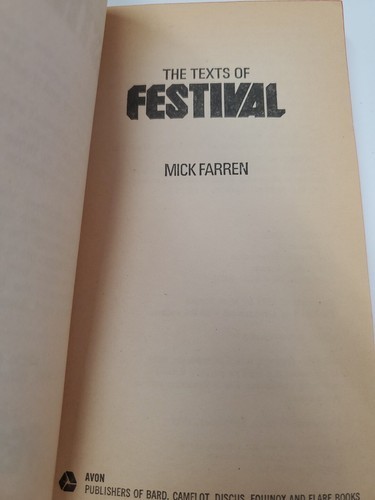 THE TEXTS OF
FESTIVAL
MICK FARREN
AVON
PUBLISHERS OF BARD, CAMELOT, DISCUS, EQUINOX AND FLARE BOOKS